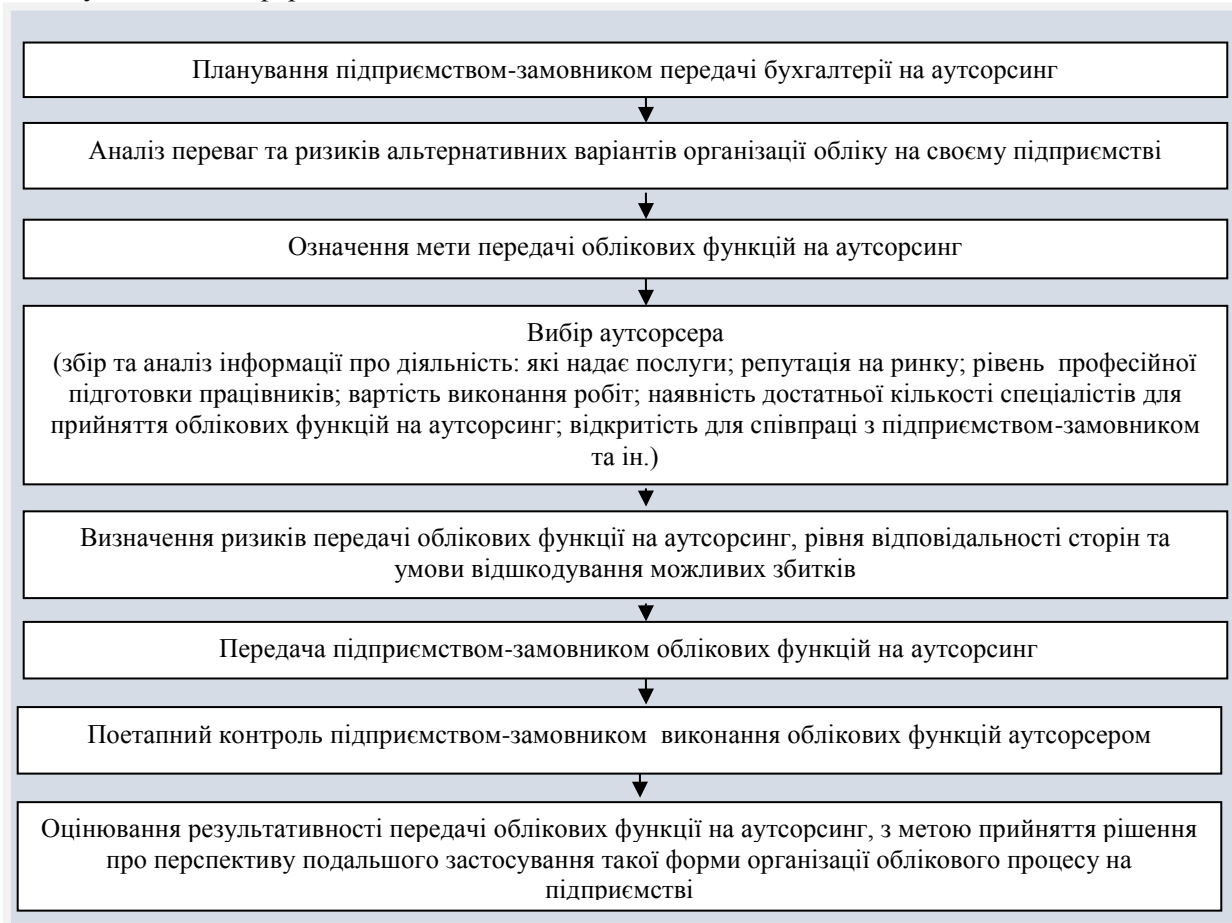 Планування підприємством-замовником передачі бухгалтерії на аутсорсинг
Аналіз переваг та ризиків альтернативних варіантів організації обліку на своєму підприємстві
Означення мети передачі облікових функцій на аутсорсинг
Вибір аутсорсера
(збір та аналіз інформації про діяльність: які надає послуги; репутація на ринку; рівень професійної
підготовки працівників; вартість виконання робіт; наявність достатньої кількості спеціалістів для
прийняття облікових функцій на аутсорсинг; відкритість для співпраці з підприємством-замовником
та ін.)
Визначення ризиків передачі облікових функції на аутсорсинг, рівня відповідальності сторін та
умови відшкодування можливих збитків
Передача підприємством-замовником облікових функцій на аутсорсинг
Поетапний контроль підприємством-замовником виконання облікових функцій аутсорсером
Оцінювання результативності передачі облікових функції на аутсорсинг, з метою прийняття рішення
про перспективу подальшого застосування такої форми організації облікового процесу на
підприємстві